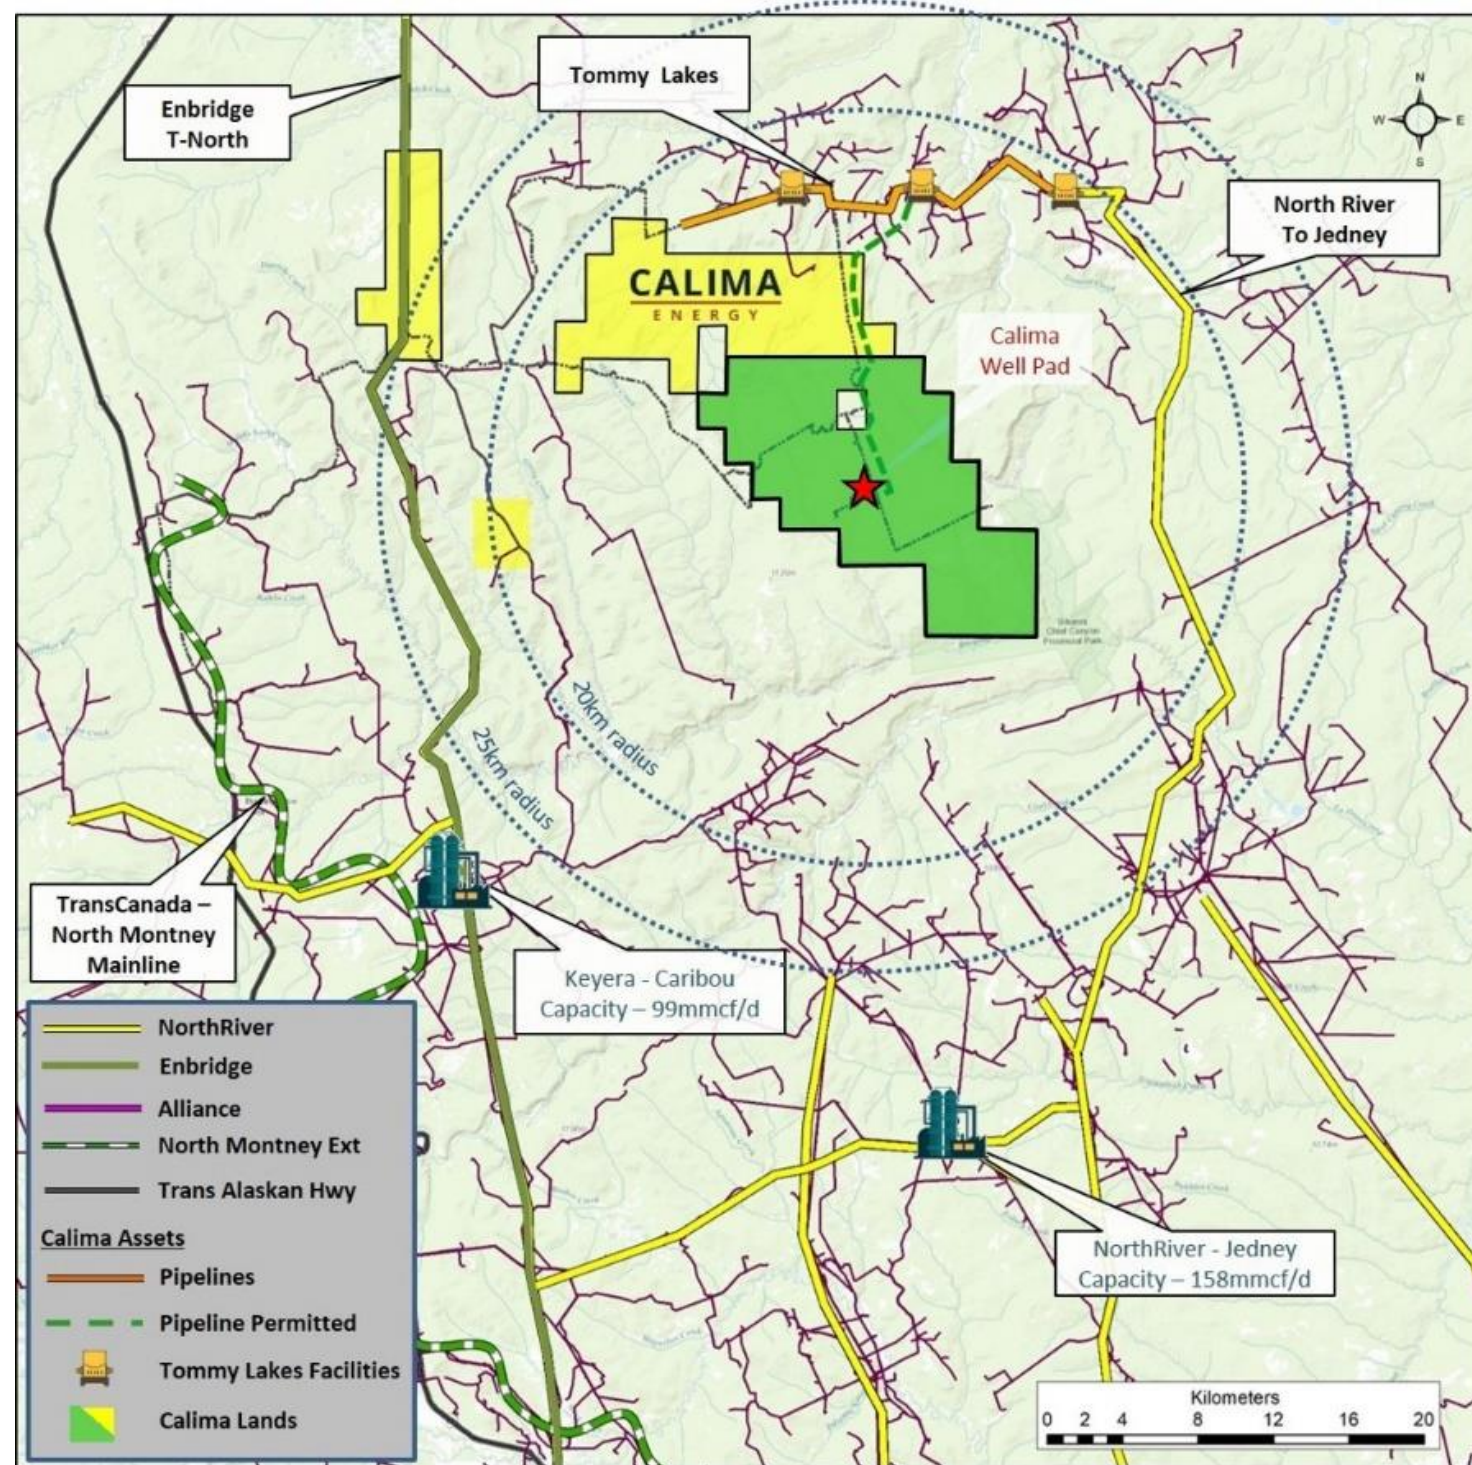 Enbridge
T-North
Tommy Lakes
N
W
E
S
North River
To Jedney
CALIMA
ENERGY
Calima
Well Pad
20km radius
25km radius
TransCanada –
North Montney
Mainline
Keyera - Caribou
Capacity – 99mmcf/d
NorthRiver - Jedney
Capacity – 158mmcf/d
NorthRiver
Enbridge
Alliance
North Montney Ext
Trans Alaskan Hwy
Calima Assets
Pipelines
Pipeline Permitted
Tommy Lakes Facilities
Calima Lands
Kilometers
0 2 4 8 12 16 20